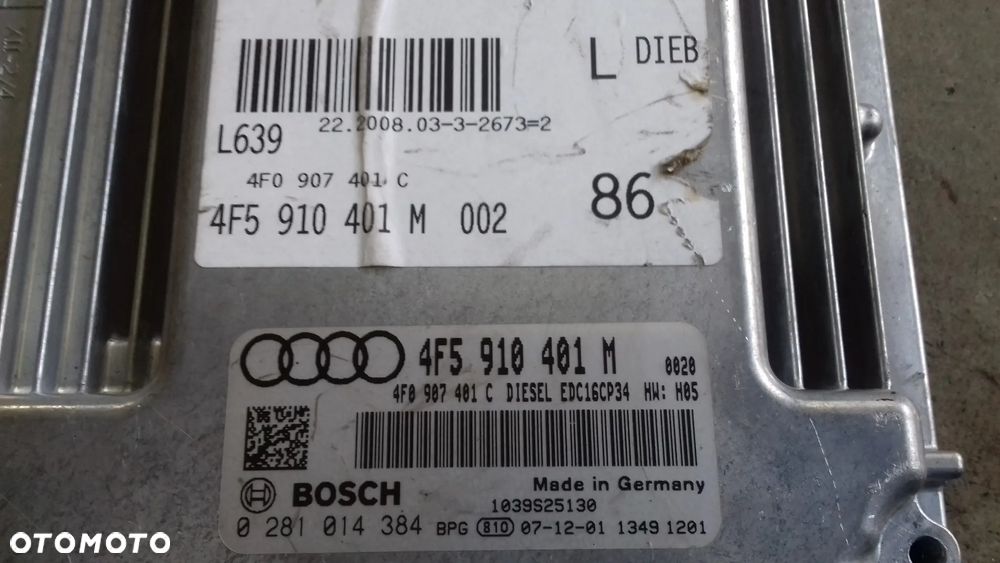 L DIEB
22.2008.03-3-2673=2
L639
4F0 907 401 C
86
4F5 910 401 M 002
4F5 910 401 M 0020
4F0 907 401 C DIESEL EDC16CP34 HW: H05
Made in Germany
BOSCH
1039S25130
0 281 014 384 BPG 810 07-12-01 1349 1201
OTOMOTO